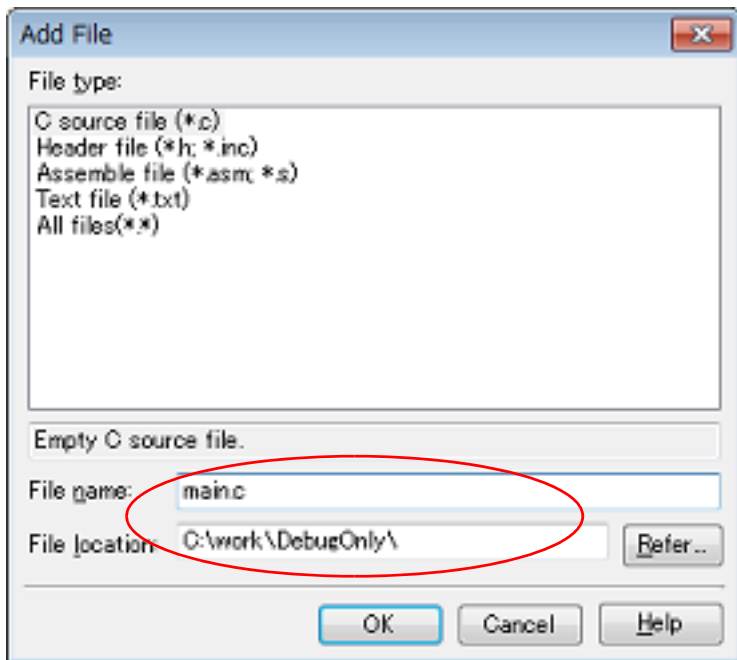 Add File
File type:
C source file (*.c)
Header file (*.h; *.inc)
Assemble file (*.asm; *.s)
Text file (*.txt)
All files(*.*)
Empty C source file.
File name: main.c
File location: C:\work\DebugOnly\ Refer...
OK Cancel Help